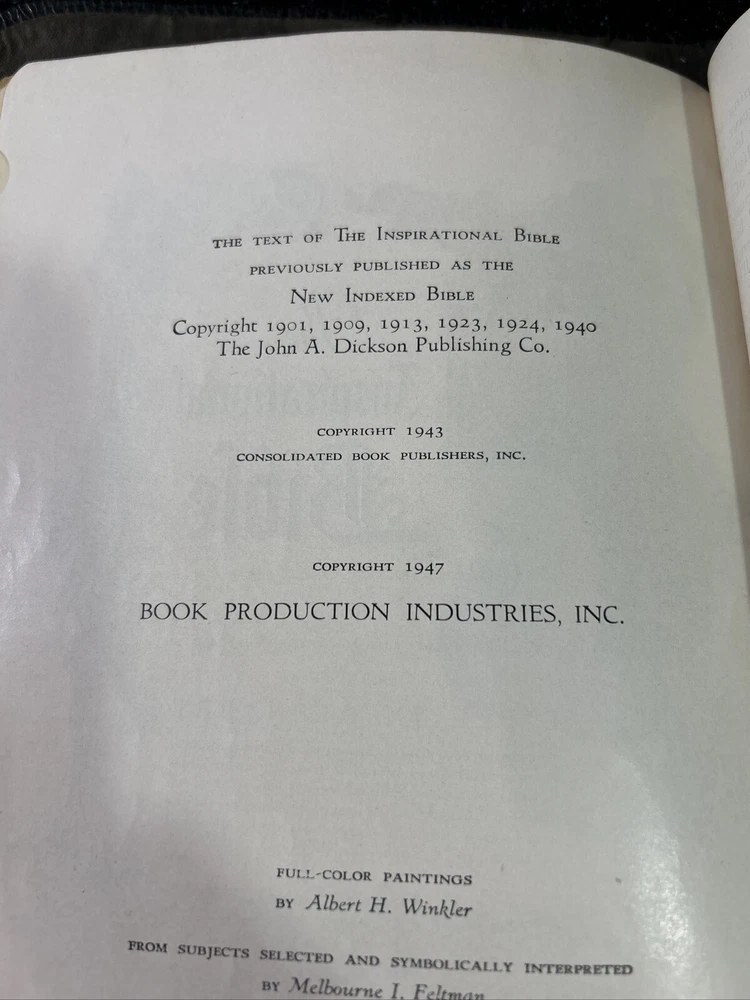 THE TEXT OF THE INSPIRATIONAL BIBLE
PREVIOUSLY PUBLISHED AS THE
NEW INDEXED BIBLE
Copyright 1901, 1909, 1913, 1923, 1924, 1940
The John A. Dickson Publishing Co.
COPYRIGHT 1943
CONSOLIDATED BOOK PUBLISHERS, INC.
COPYRIGHT 1947
BOOK PRODUCTION INDUSTRIES, INC.
FULL-COLOR PAINTINGS
BY Albert H. Winkler
FROM SUBJECTS SELECTED AND SYMBOLICALLY INTERPRETED
BY Melbourne I. Feltman